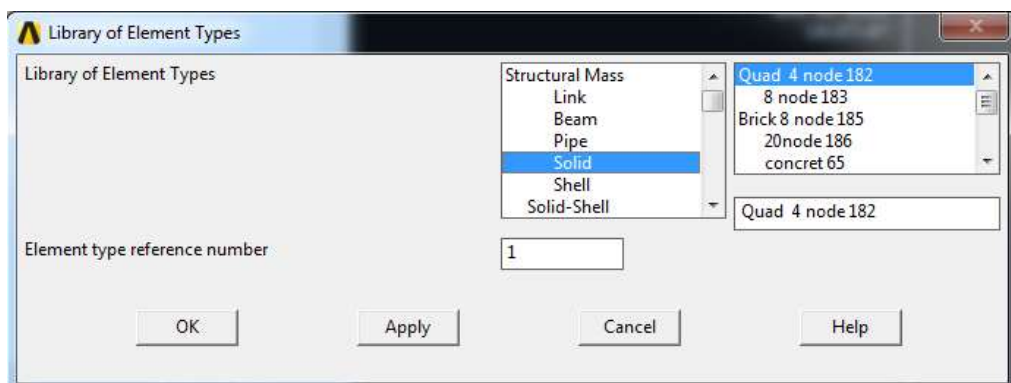 Library of Element Types
Library of Element Types
Structural Mass
Link
Beam
Pipe
Solid
Shell
Solid-Shell
Quad 4 node 182
8 node 183
Brick 8 node 185
20node 186
concret 65
Quad 4 node 182
Element type reference number
1
OK
Apply
Cancel
Help